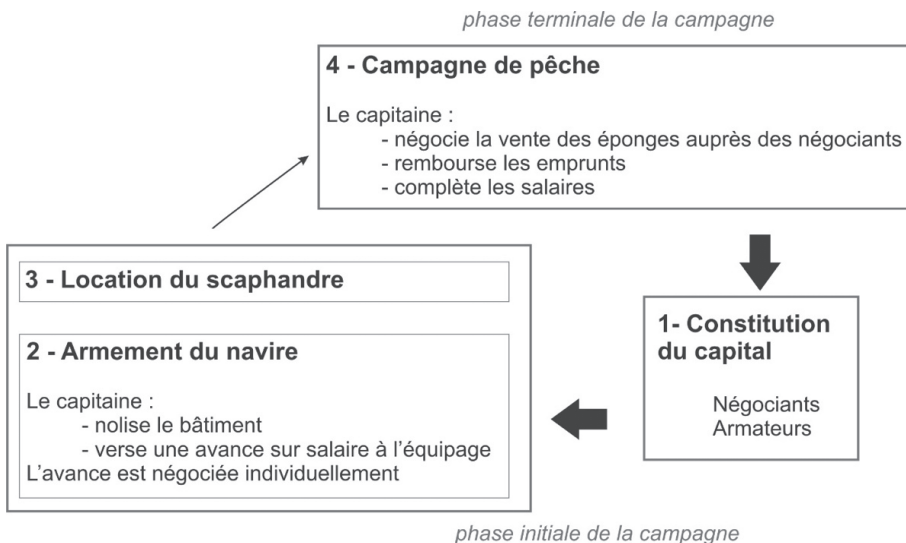 phase terminale de la campagne
4 - Campagne de pêche
Le capitaine :
- négocie la vente des éponges auprès des négociants
- rembourse les emprunts
- complète les salaires
3 - Location du scaphandre
2 - Armement du navire
Le capitaine :
- nolise le bâtiment
- verse une avance sur salaire à l’équipage
L’avance est négociée individuellement
1- Constitution
du capital
Négociants
Armateurs
phase initiale de la campagne